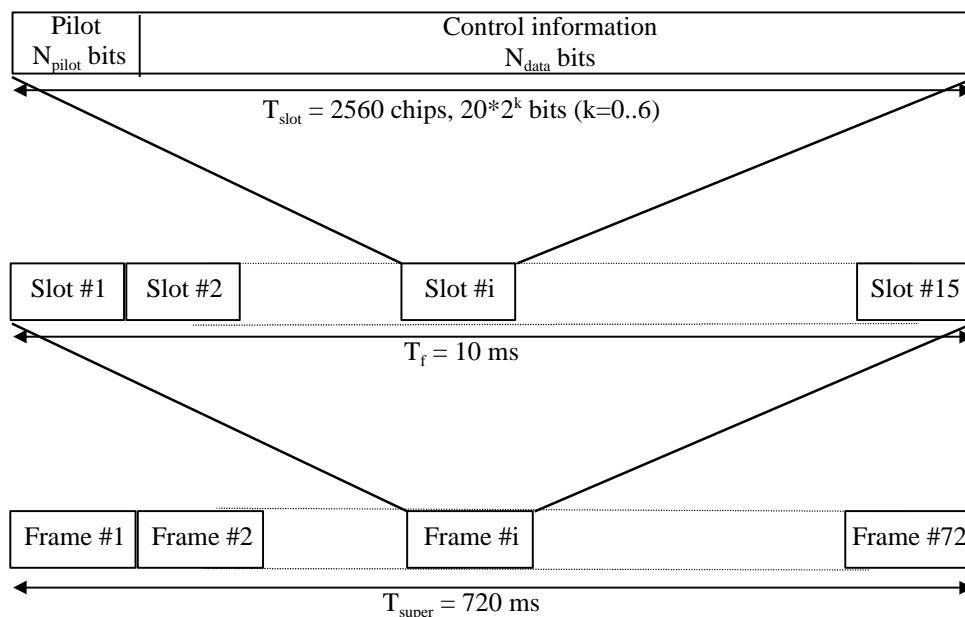 Pilot
N_pilot bits
Control information
N_data bits
T_slot = 2560 chips, 20*2^k bits (k=0..6)
Slot #1 Slot #2 Slot #i Slot #15
T_f = 10 ms
Frame #1 Frame #2 Frame #i Frame #72
T_super = 720 ms